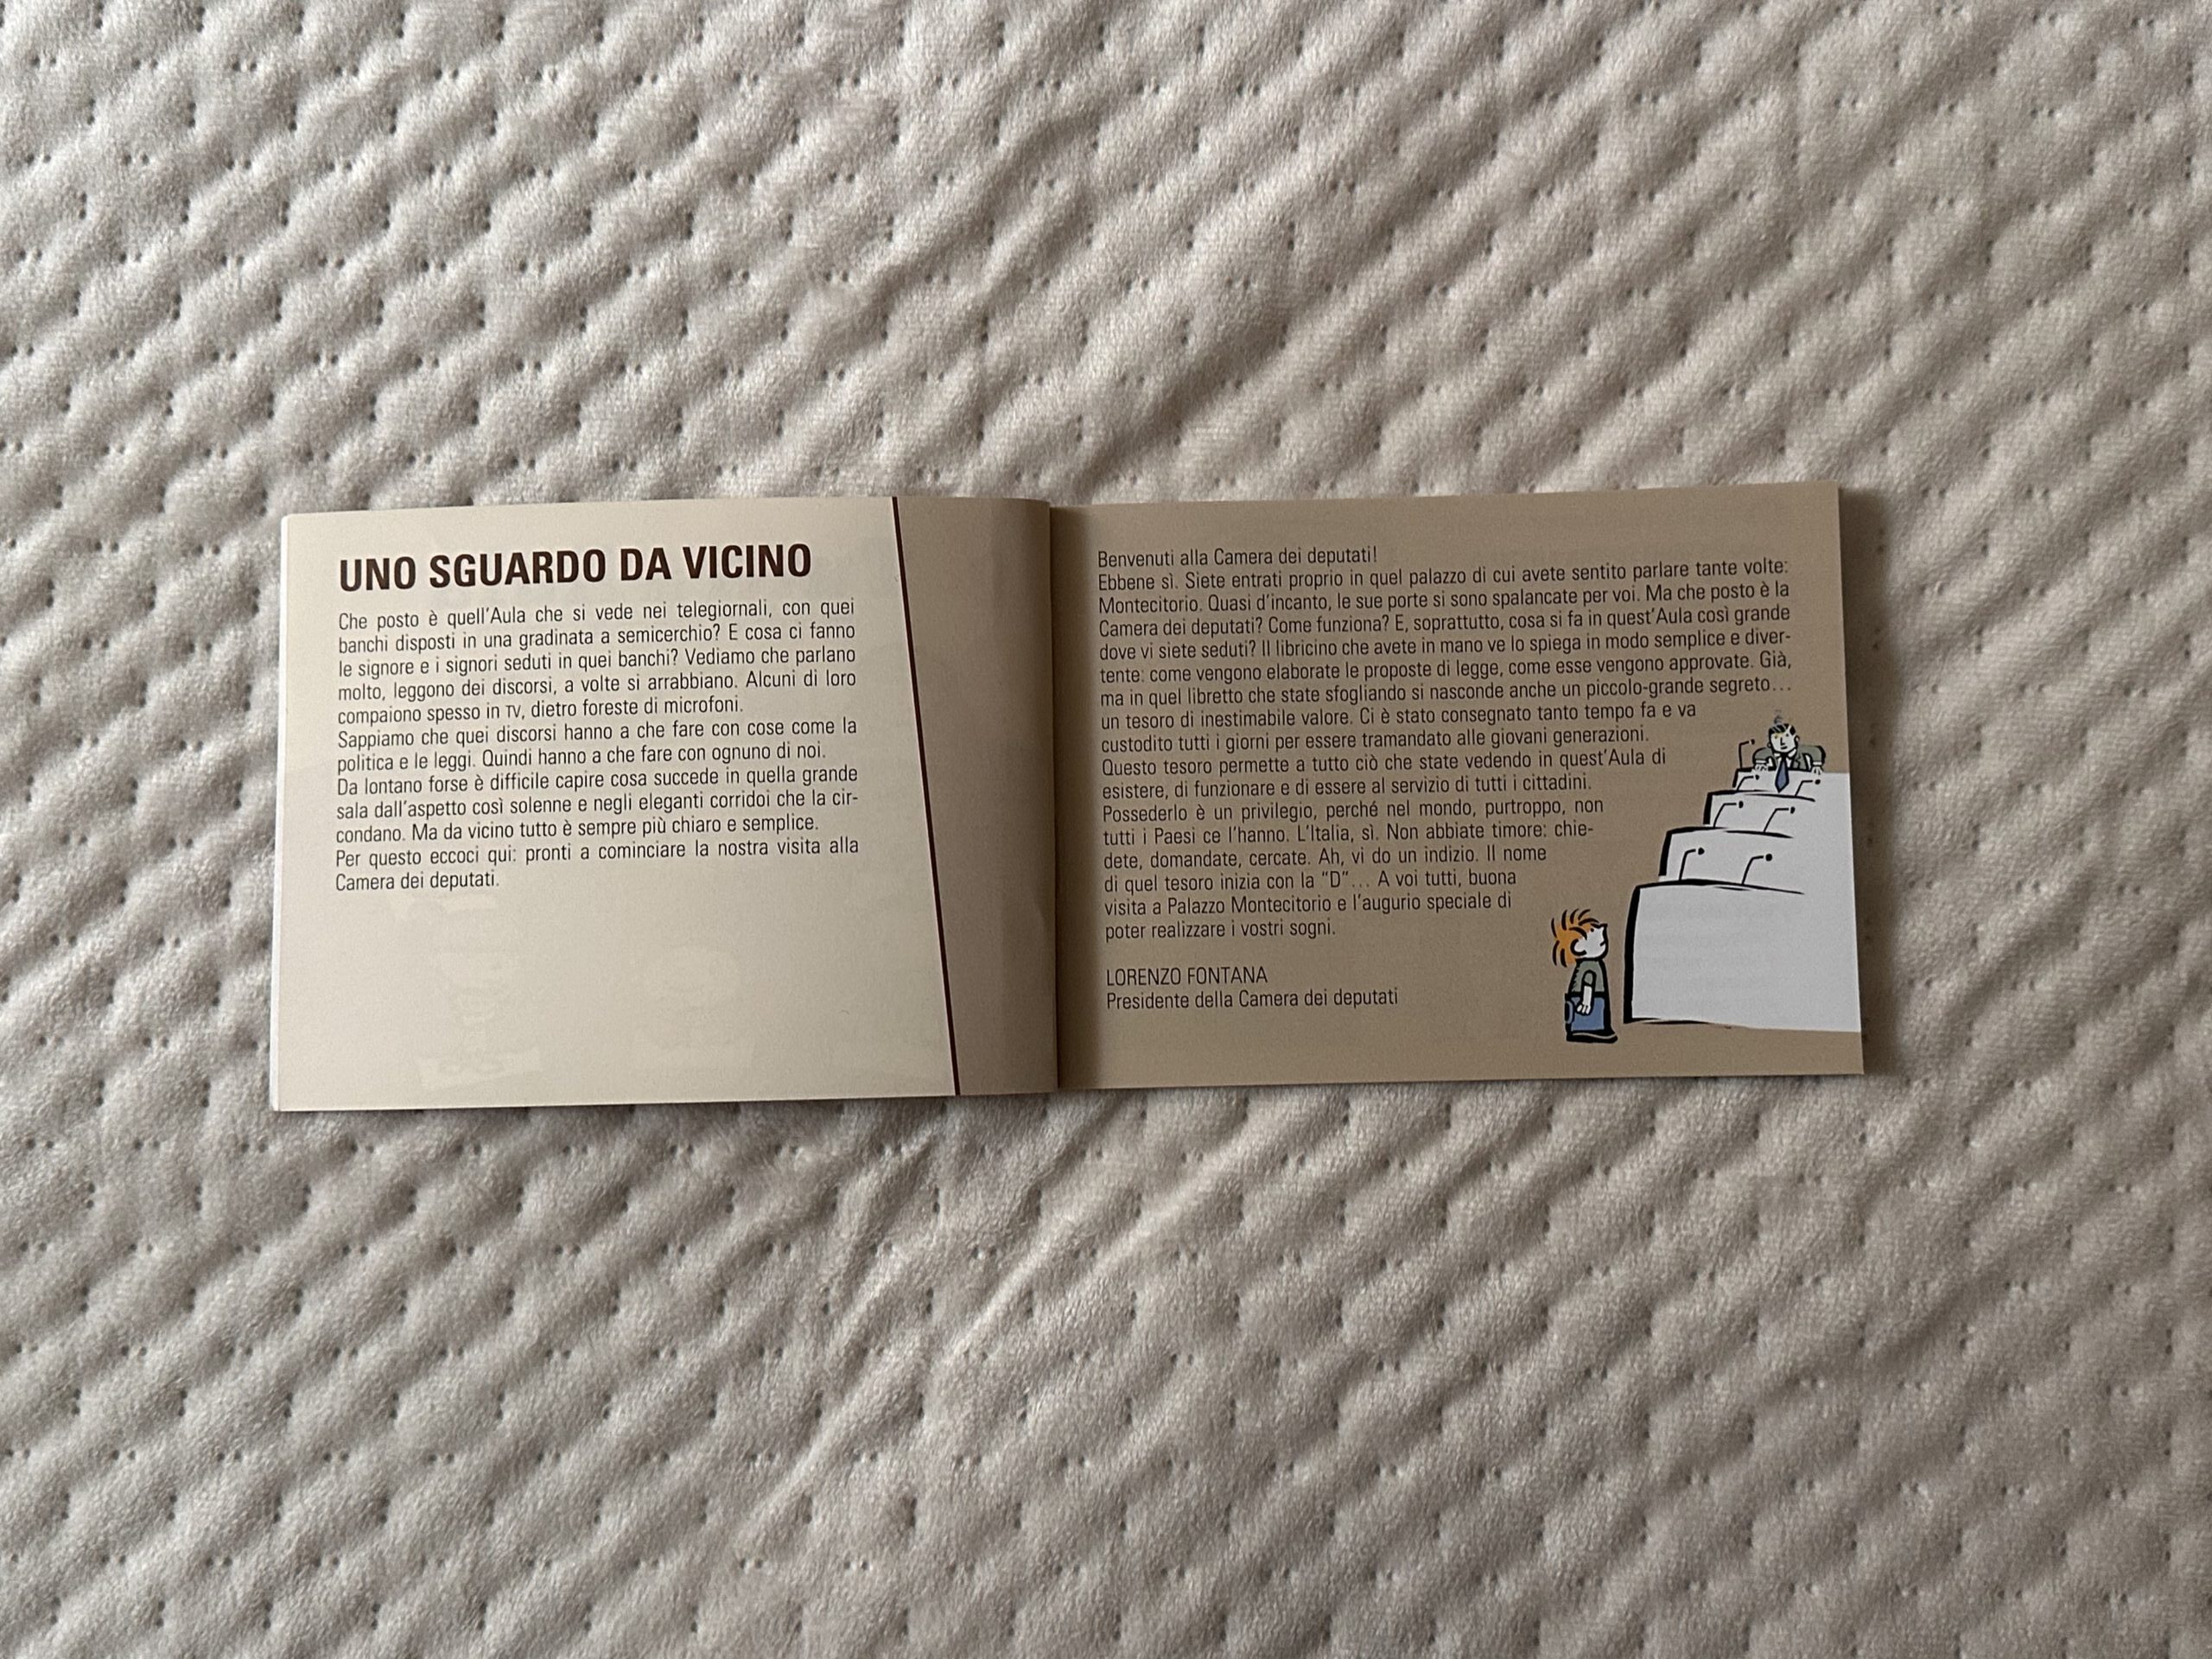 UNO SGUARDO DA VICINO
Che posto è quell'Aula che si vede nei telegiornali, con quei
banchi disposti in una gradinata a semicerchio? E cosa ci fanno
le signore e i signori seduti in quei banchi? Vediamo che parlano
molto, leggono dei discorsi, a volte si arrabbiano. Alcuni di loro
compaiono spesso in TV, dietro foreste di microfoni.
Sappiamo che quei discorsi hanno a che fare con cose come la
politica e le leggi. Quindi hanno a che fare con ognuno di noi.
Da lontano forse è difficile capire cosa succede in quella grande
sala dall'aspetto così solenne e negli eleganti corridoi che la cir-
condano. Ma da vicino tutto è sempre più chiaro e semplice.
Per questo eccoci qui: pronti a cominciare la nostra visita alla
Camera dei deputati.
Benvenuti alla Camera dei deputati!
Ebbene sì. Siete entrati proprio in quel palazzo di cui avete sentito parlare tante volte:
Montecitorio. Quasi d'incanto, le sue porte si sono spalancate per voi. Ma che posto è la
Camera dei deputati? Come funziona? E, soprattutto, cosa si fa in quest'Aula così grande
dove vi siete seduti? Il libricino che avete in mano ve lo spiega in modo semplice e diver-
tente: come vengono elaborate le proposte di legge, come esse vengono approvate. Già,
ma in quel libretto che state sfogliando si nasconde anche un piccolo-grande segreto...
un tesoro di inestimabile valore. Ci è stato consegnato tanto tempo fa e va
custodito tutti i giorni per essere tramandato alle giovani generazioni.
Questo tesoro permette a tutto ciò che state vedendo in quest'Aula di
esistere, di funzionare e di essere al servizio di tutti i cittadini.
Possederlo è un privilegio, perché nel mondo, purtroppo, non
tutti i Paesi ce l'hanno. L'Italia, sì. Non abbiate timore: chie-
dete, domandate, cercate. Ah, vi do un indizio. Il nome
di quel tesoro inizia con la "D"... A voi tutti, buona
visita a Palazzo Montecitorio e l'augurio speciale di
poter realizzare i vostri sogni.
LORENZO FONTANA
Presidente della Camera dei deputati